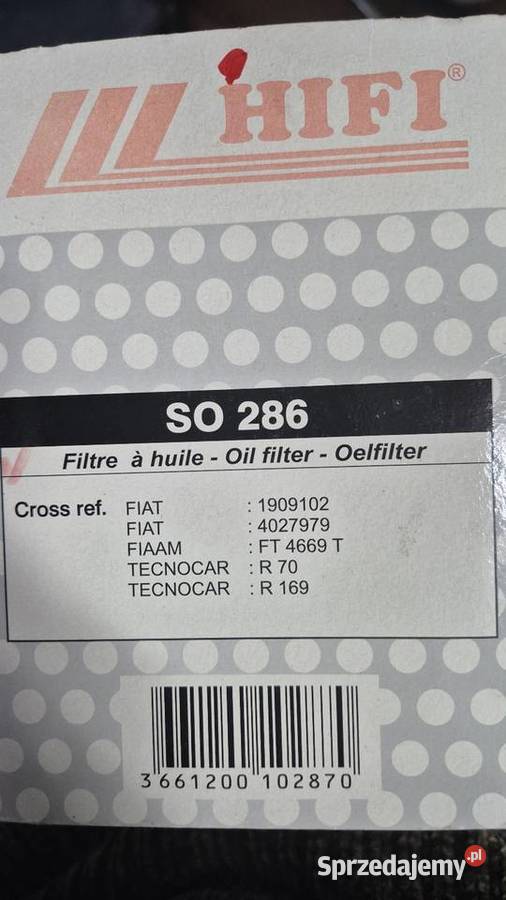 HIFI®
SO 286
Filtre à huile - Oil filter - Oelfilter
Cross ref. FIAT : 1909102
FIAT : 4027979
FIAAM : FT 4669 T
TECNOCAR : R 70
TECNOCAR : R 169
3 661200 102870
Sprzedajemy.pl